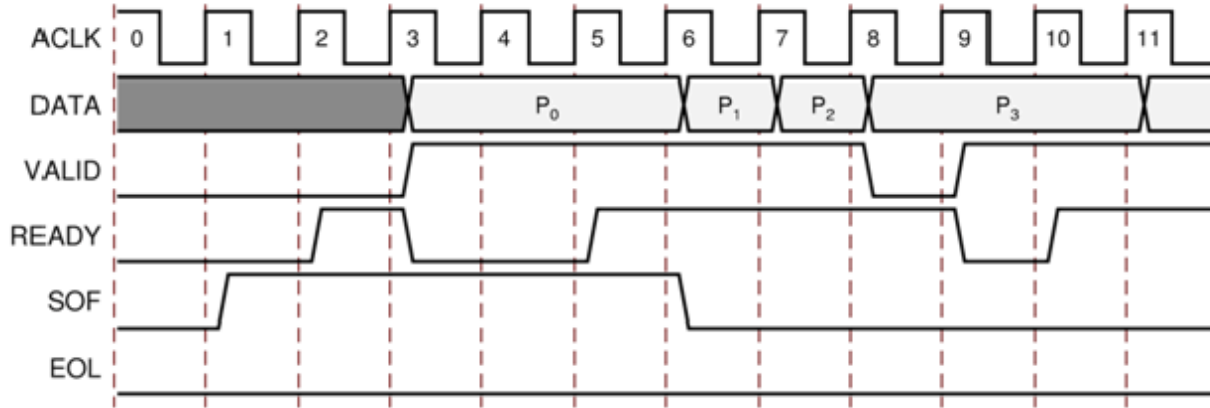 ACLK 0 1 2 3 4 5 6 7 8 9 10 11
DATA P₀ P₁ P₂ P₃
VALID
READY
SOF
EOL